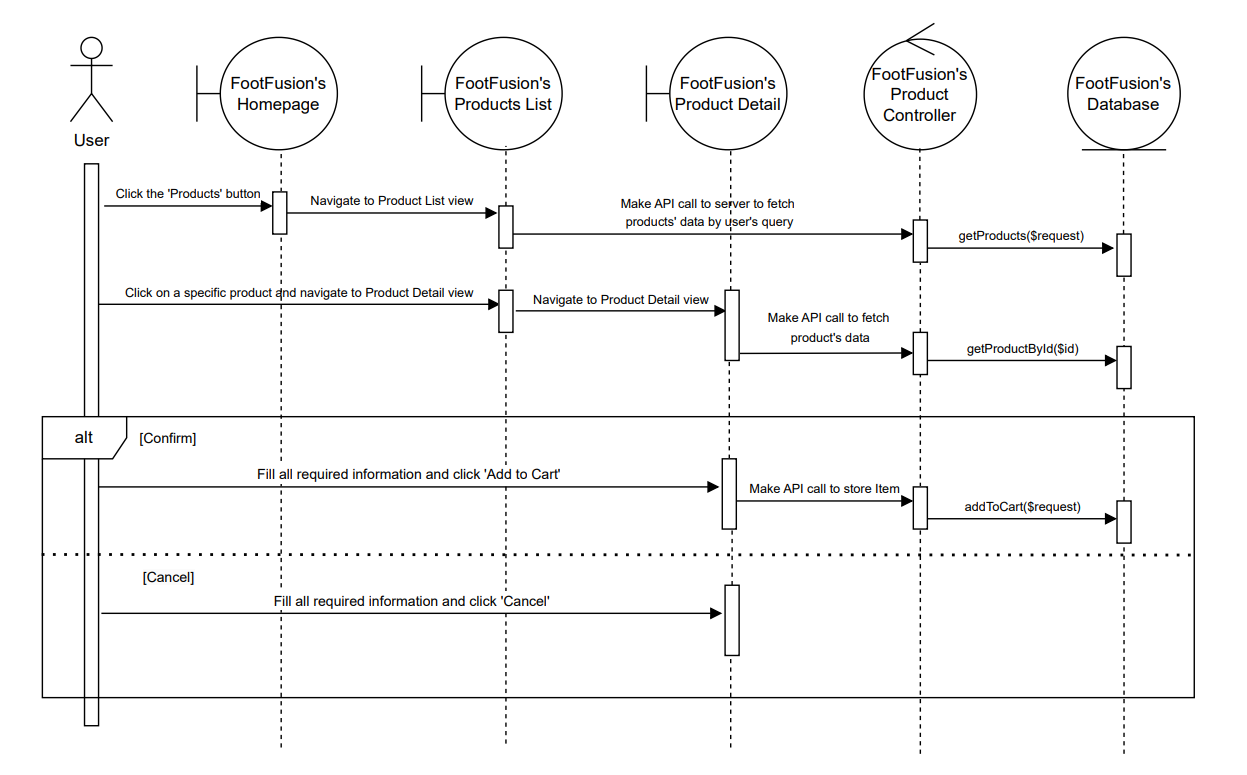 User
FootFusion's
Homepage
FootFusion's
Products List
FootFusion's
Product Detail
FootFusion's
Product
Controller
FootFusion's
Database
Click the 'Products' button
Navigate to Product List view
Make API call to server to fetch
products' data by user's query
getProducts($request)
Click on a specific product and navigate to Product Detail view
Navigate to Product Detail view
Make API call to fetch
product's data
getProductById($id)
alt
[Confirm]
Fill all required information and click 'Add to Cart'
Make API call to store Item
addToCart($request)
[Cancel]
Fill all required information and click 'Cancel'